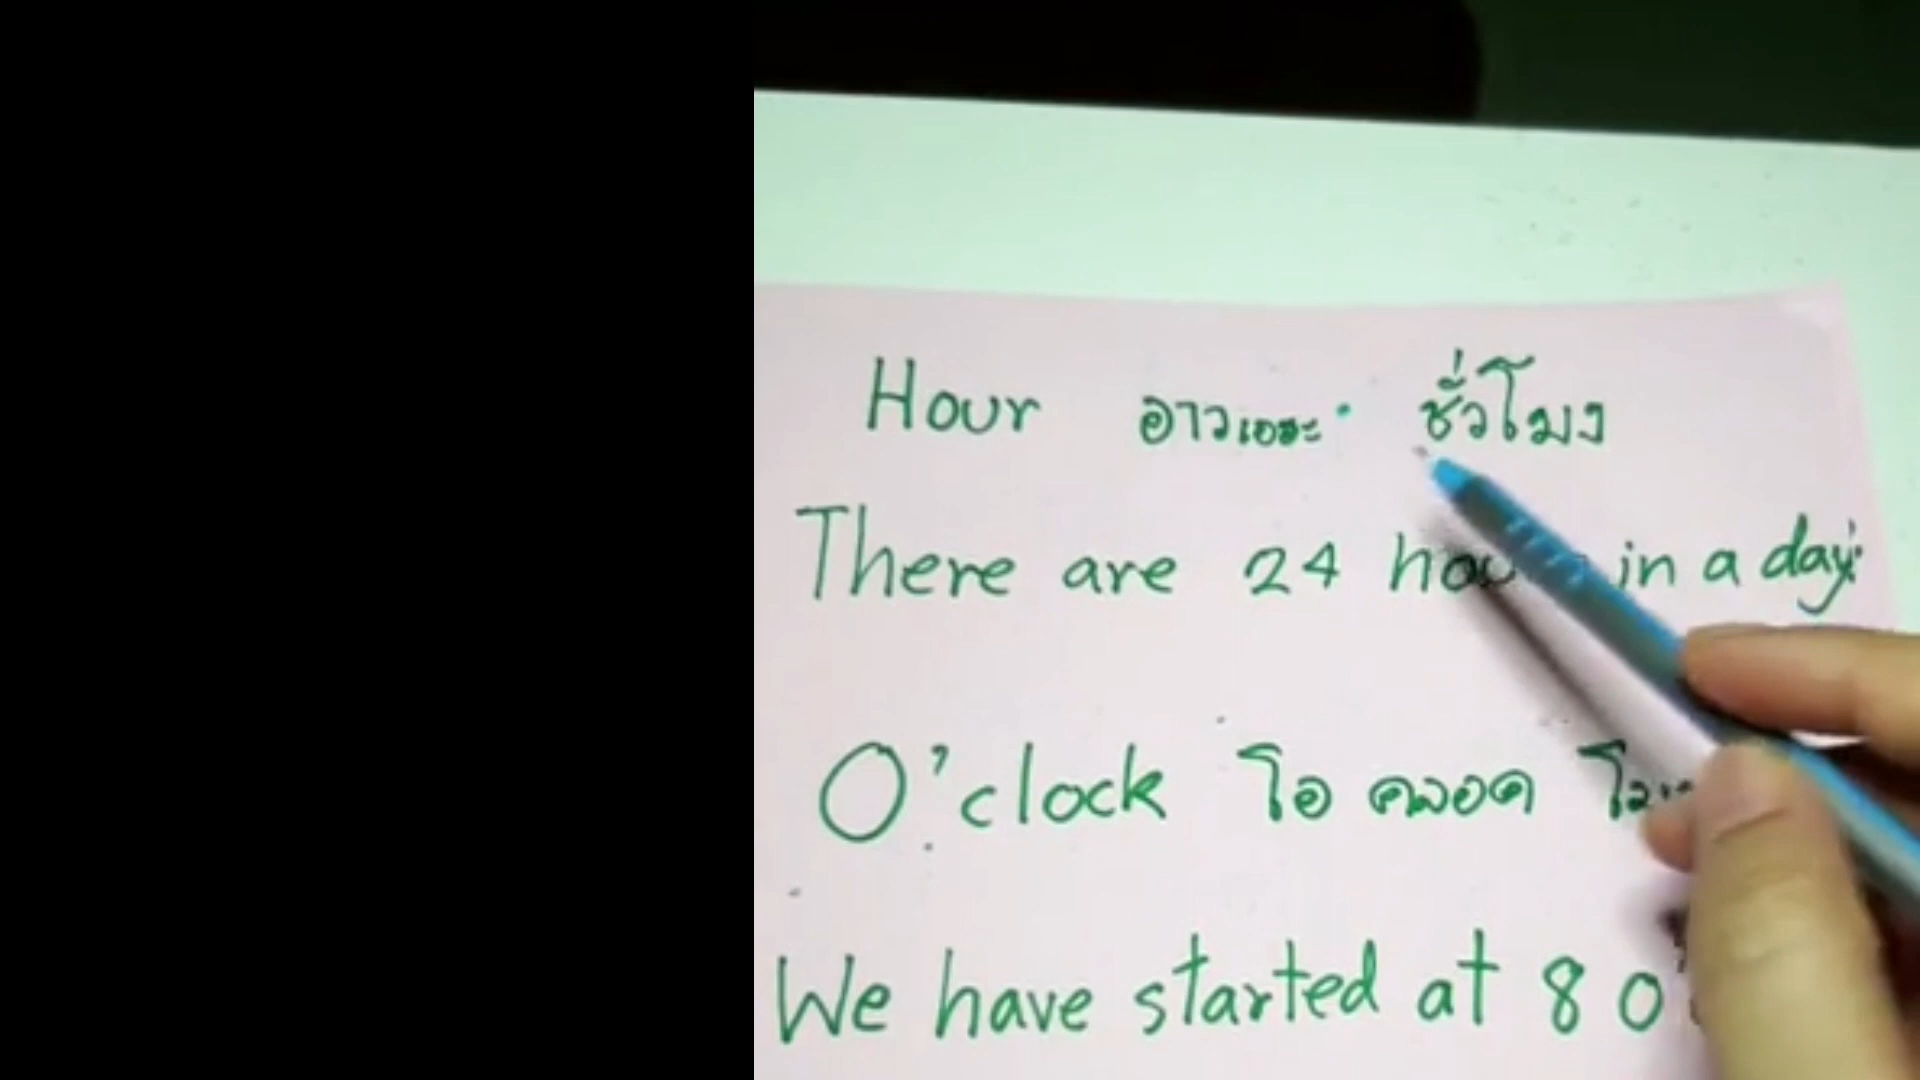 Hour อาวเออะ ชั่วโมง
There are 24 in a day.
O'clock โอ คลอค
We have started at 8